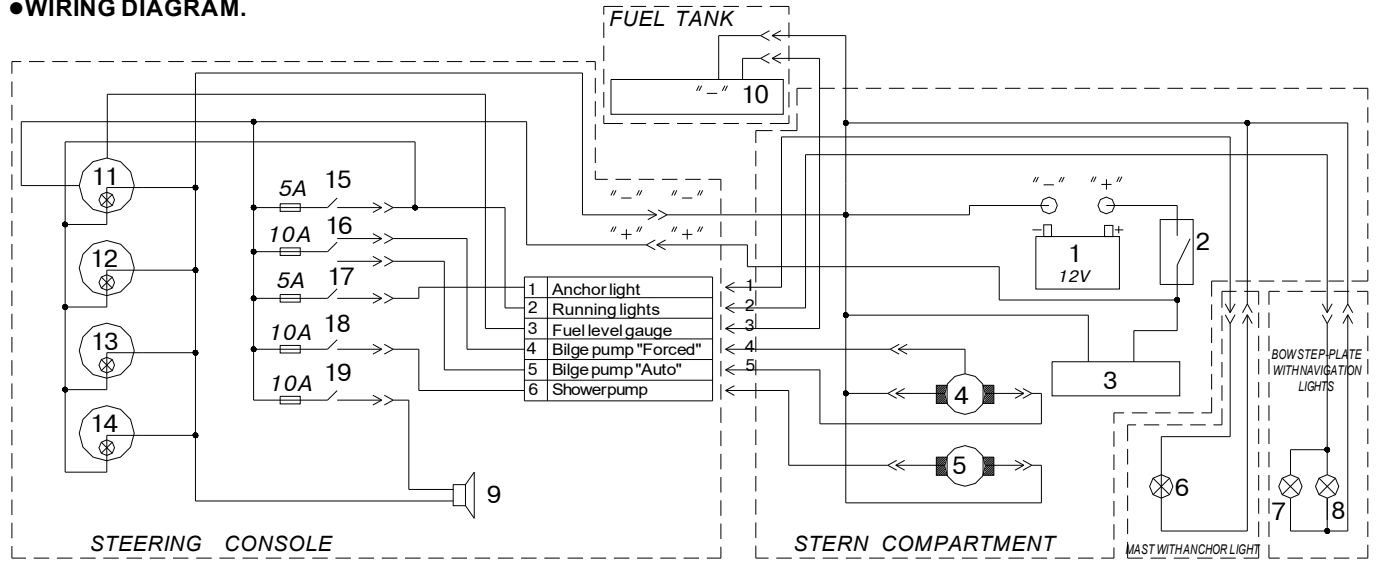 ●WIRING DIAGRAM.
FUEL TANK
"–" 10
11
12
13
14
5A 15
10A 16
5A 17
10A 18
10A 19
9
"–" "–"
"+" "+"
1 Anchor light
2 Running lights
3 Fuel level gauge
4 Bilge pump "Forced"
5 Bilge pump "Auto"
6 Shower pump
1
2
3
4
5
"–" "+"
– +
1
12V
2
3
4
5
6
7
8
BOW STEP-PLATE
WITH NAVIGATION
LIGHTS
STEERING CONSOLE
STERN COMPARTMENT
MAST WITH ANCHOR LIGHT